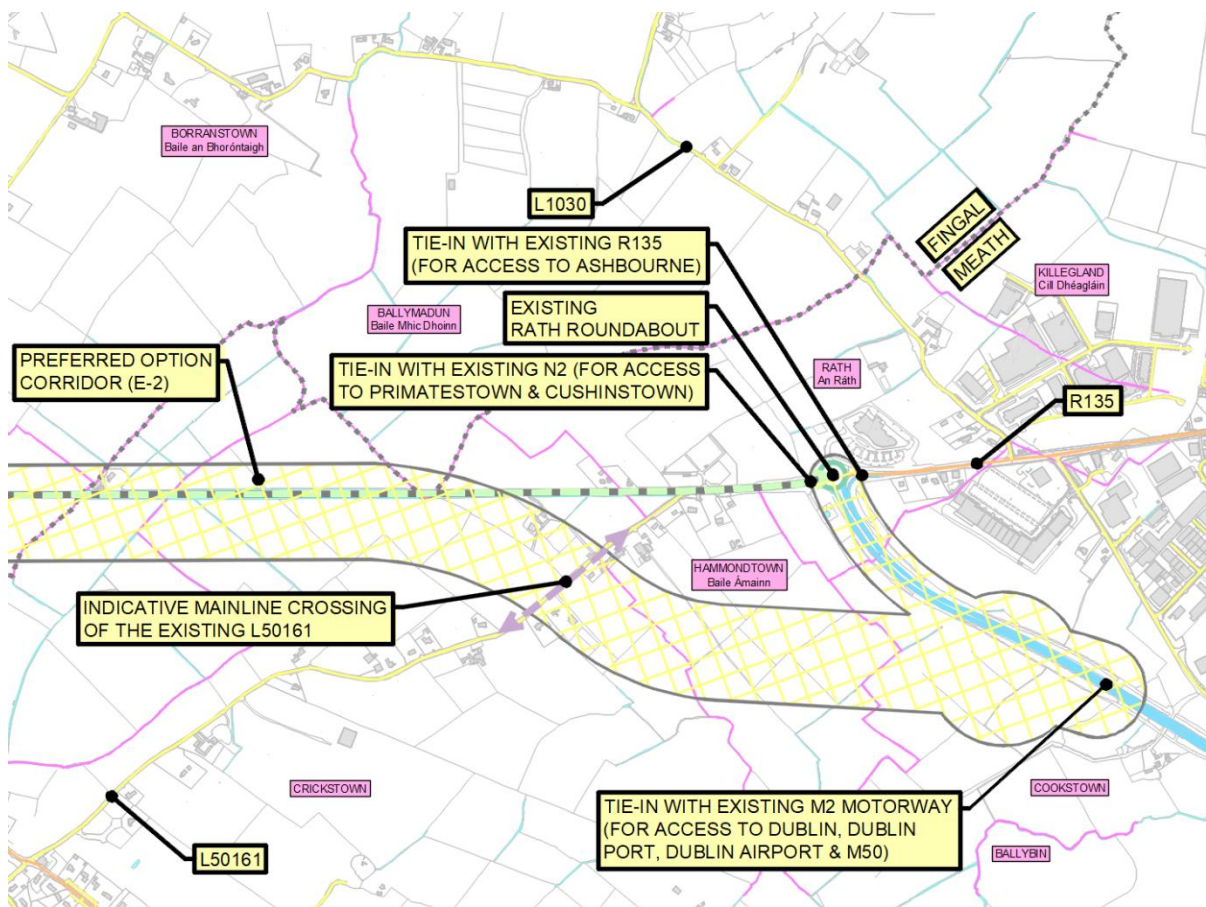 BORRANSTOWN
Baile an Bhoróntaigh
L1030
TIE-IN WITH EXISTING R135
(FOR ACCESS TO ASHBOURNE)
FINGAL
MEATH
KILLEGLAND
Cill Dhéagláin
BALLYMADUN
Baile Mhic Dhoinn
EXISTING
RATH ROUNDABOUT
PREFERRED OPTION
CORRIDOR (E-2)
TIE-IN WITH EXISTING N2 (FOR ACCESS
TO PRIMATESTOWN & CUSHINSTOWN)
RATH
An Ráth
R135
HAMMONDTOWN
Baile Ámainn
INDICATIVE MAINLINE CROSSING
OF THE EXISTING L50161
CRICKSTOWN
TIE-IN WITH EXISTING M2 MOTORWAY
(FOR ACCESS TO DUBLIN, DUBLIN
PORT, DUBLIN AIRPORT & M50)
COOKSTOWN
BALLYBIN
L50161